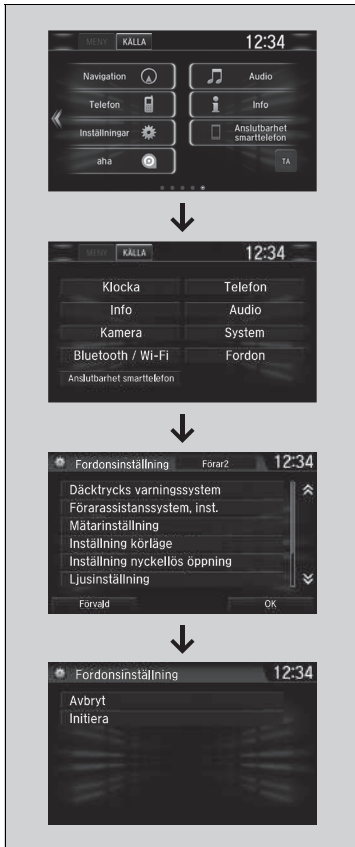 MENY KÄLLA 12:34
Navigation Audio
Telefon Info
Inställningar Anslutbarhet smarttelefon
aha TA
MENY KÄLLA 12:34
Klocka Telefon
Info Audio
Kamera System
Bluetooth / Wi-Fi Fordon
Anslutbarhet smarttelefon
Fordonsinställning Förar2 12:34
Däcktrycks varningssystem
Förarassistanssystem, inst.
Mätarinställning
Inställning körläge
Inställning nyckellös öppning
Ljusinställning
Förvald OK
Fordonsinställning 12:34
Avbryt
Initiera